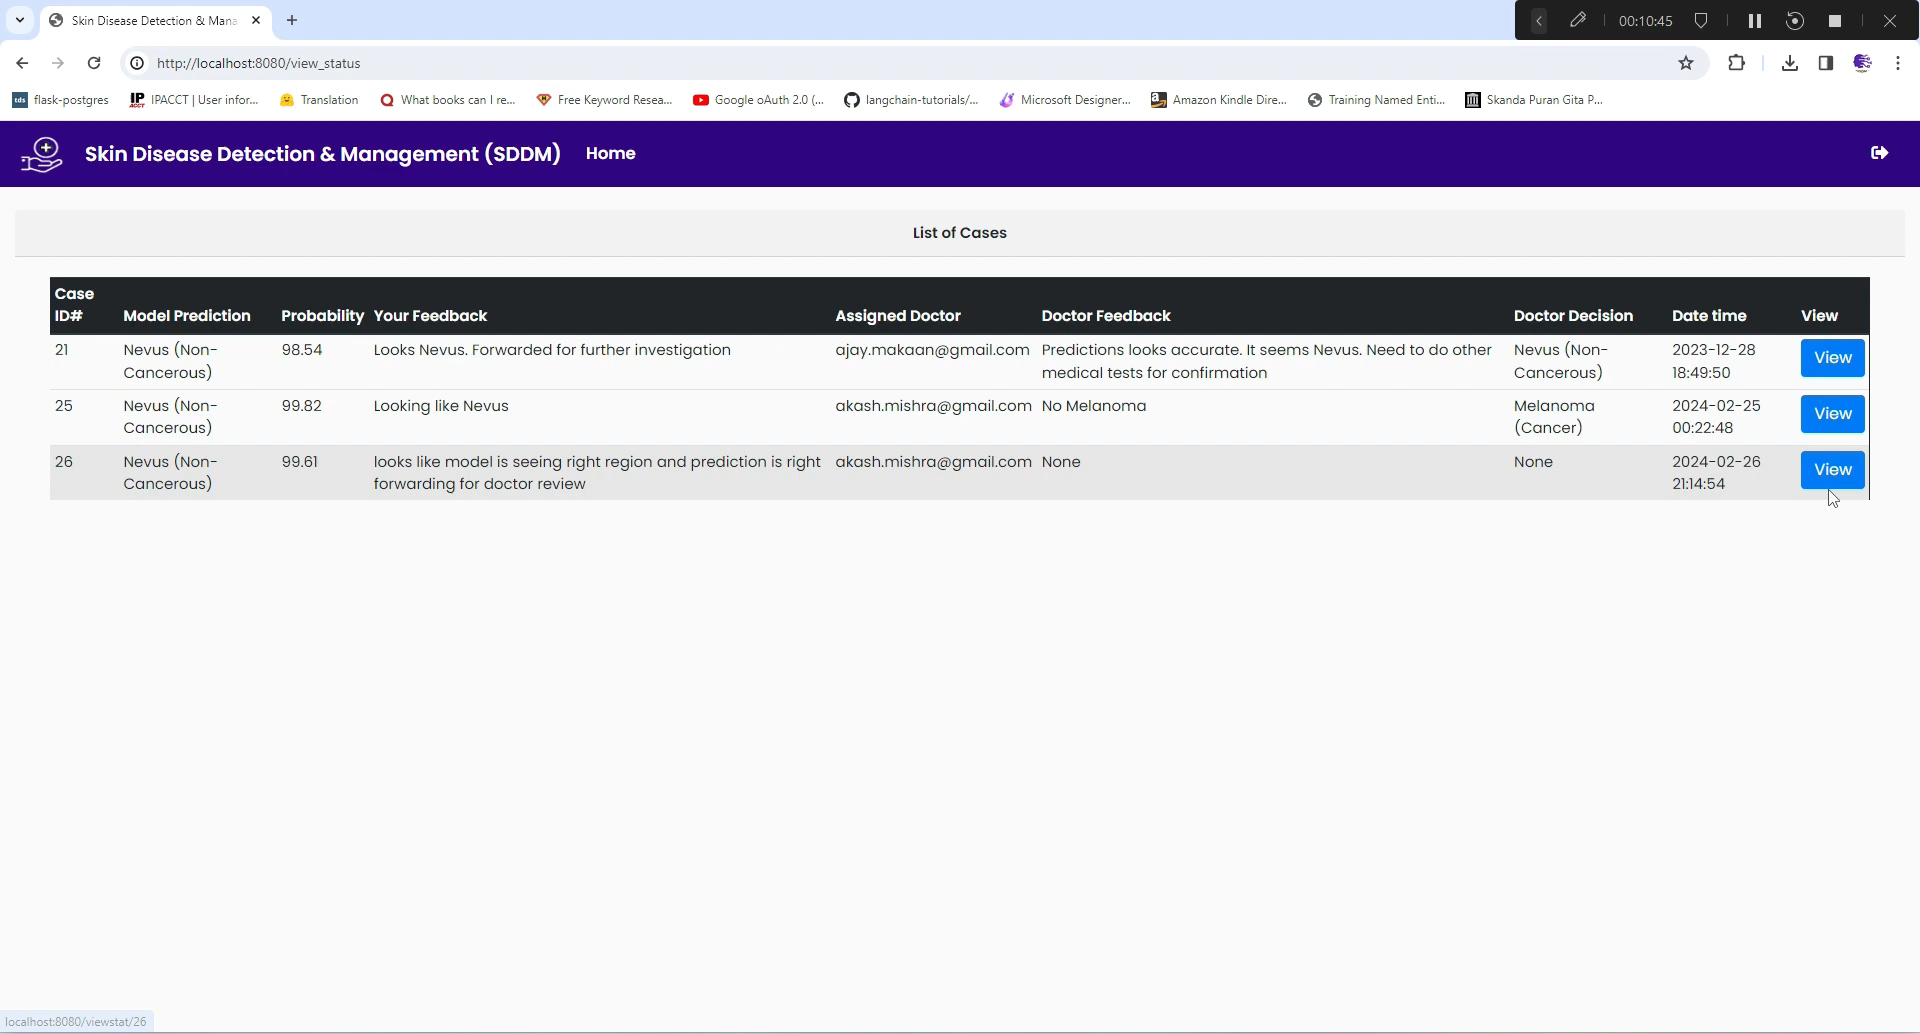 Skin Disease Detection & Mana
00:10:45
http://localhost:8080/view_status
tds flask-postgres IP ACCT IPACCT | User infor... Translation What books can I re... Free Keyword Resea... Google oAuth 2.0 (... langchain-tutorials/... Microsoft Designer... a Amazon Kindle Dire... Training Named Enti... Skanda Puran Gita P...
Skin Disease Detection & Management (SDDM) Home
List of Cases
Case
ID# Model Prediction Probability Your Feedback Assigned Doctor Doctor Feedback Doctor Decision Date time View
21 Nevus (Non- 98.54 Looks Nevus. Forwarded for further investigation ajay.makaan@gmail.com Predictions looks accurate. It seems Nevus. Need to do other Nevus (Non- 2023-12-28 View
Cancerous) medical tests for confirmation Cancerous) 18:49:50
25 Nevus (Non- 99.82 Looking like Nevus akash.mishra@gmail.com No Melanoma Melanoma 2024-02-25 View
Cancerous) (Cancer) 00:22:48
26 Nevus (Non- 99.61 looks like model is seeing right region and prediction is right akash.mishra@gmail.com None None 2024-02-26 View
Cancerous) forwarding for doctor review 21:14:54
localhost:8080/viewstat/26